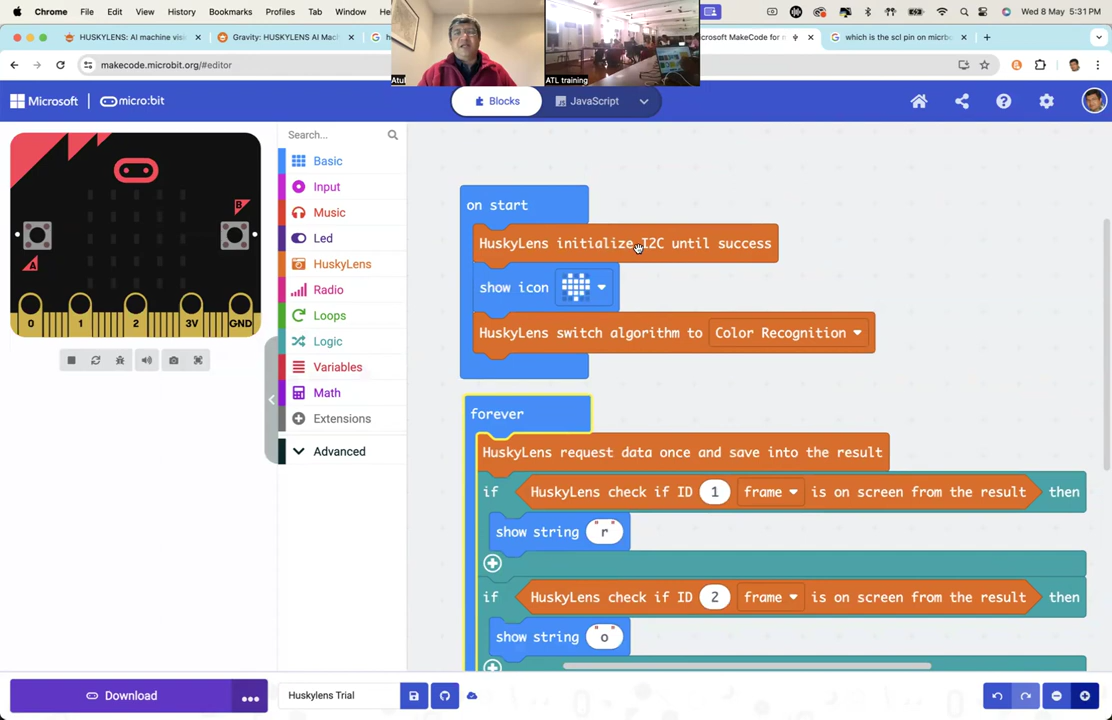 Chrome File Edit View History Bookmarks Profiles Tab Window Wed 8 May 5:31 PM
HUSKYLENS: AI machine visi
Gravity: HUSKYLENS AI Mach
Microsoft MakeCode for
which is the scl pin on micrbo
Atul
ATL training
makecode.microbit.org/#editor
Microsoft
micro:bit
Blocks
JavaScript
A
B
0 1 2 3V GND
Search...
Basic
Input
Music
Led
HuskyLens
Radio
Loops
Logic
Variables
Math
Extensions
Advanced
on start
HuskyLens initialize I2C until success
show icon
HuskyLens switch algorithm to Color Recognition
forever
HuskyLens request data once and save into the result
if HuskyLens check if ID 1 frame is on screen from the result then
show string " r "
if HuskyLens check if ID 2 frame is on screen from the result then
show string " o "
Download
Huskylens Trial